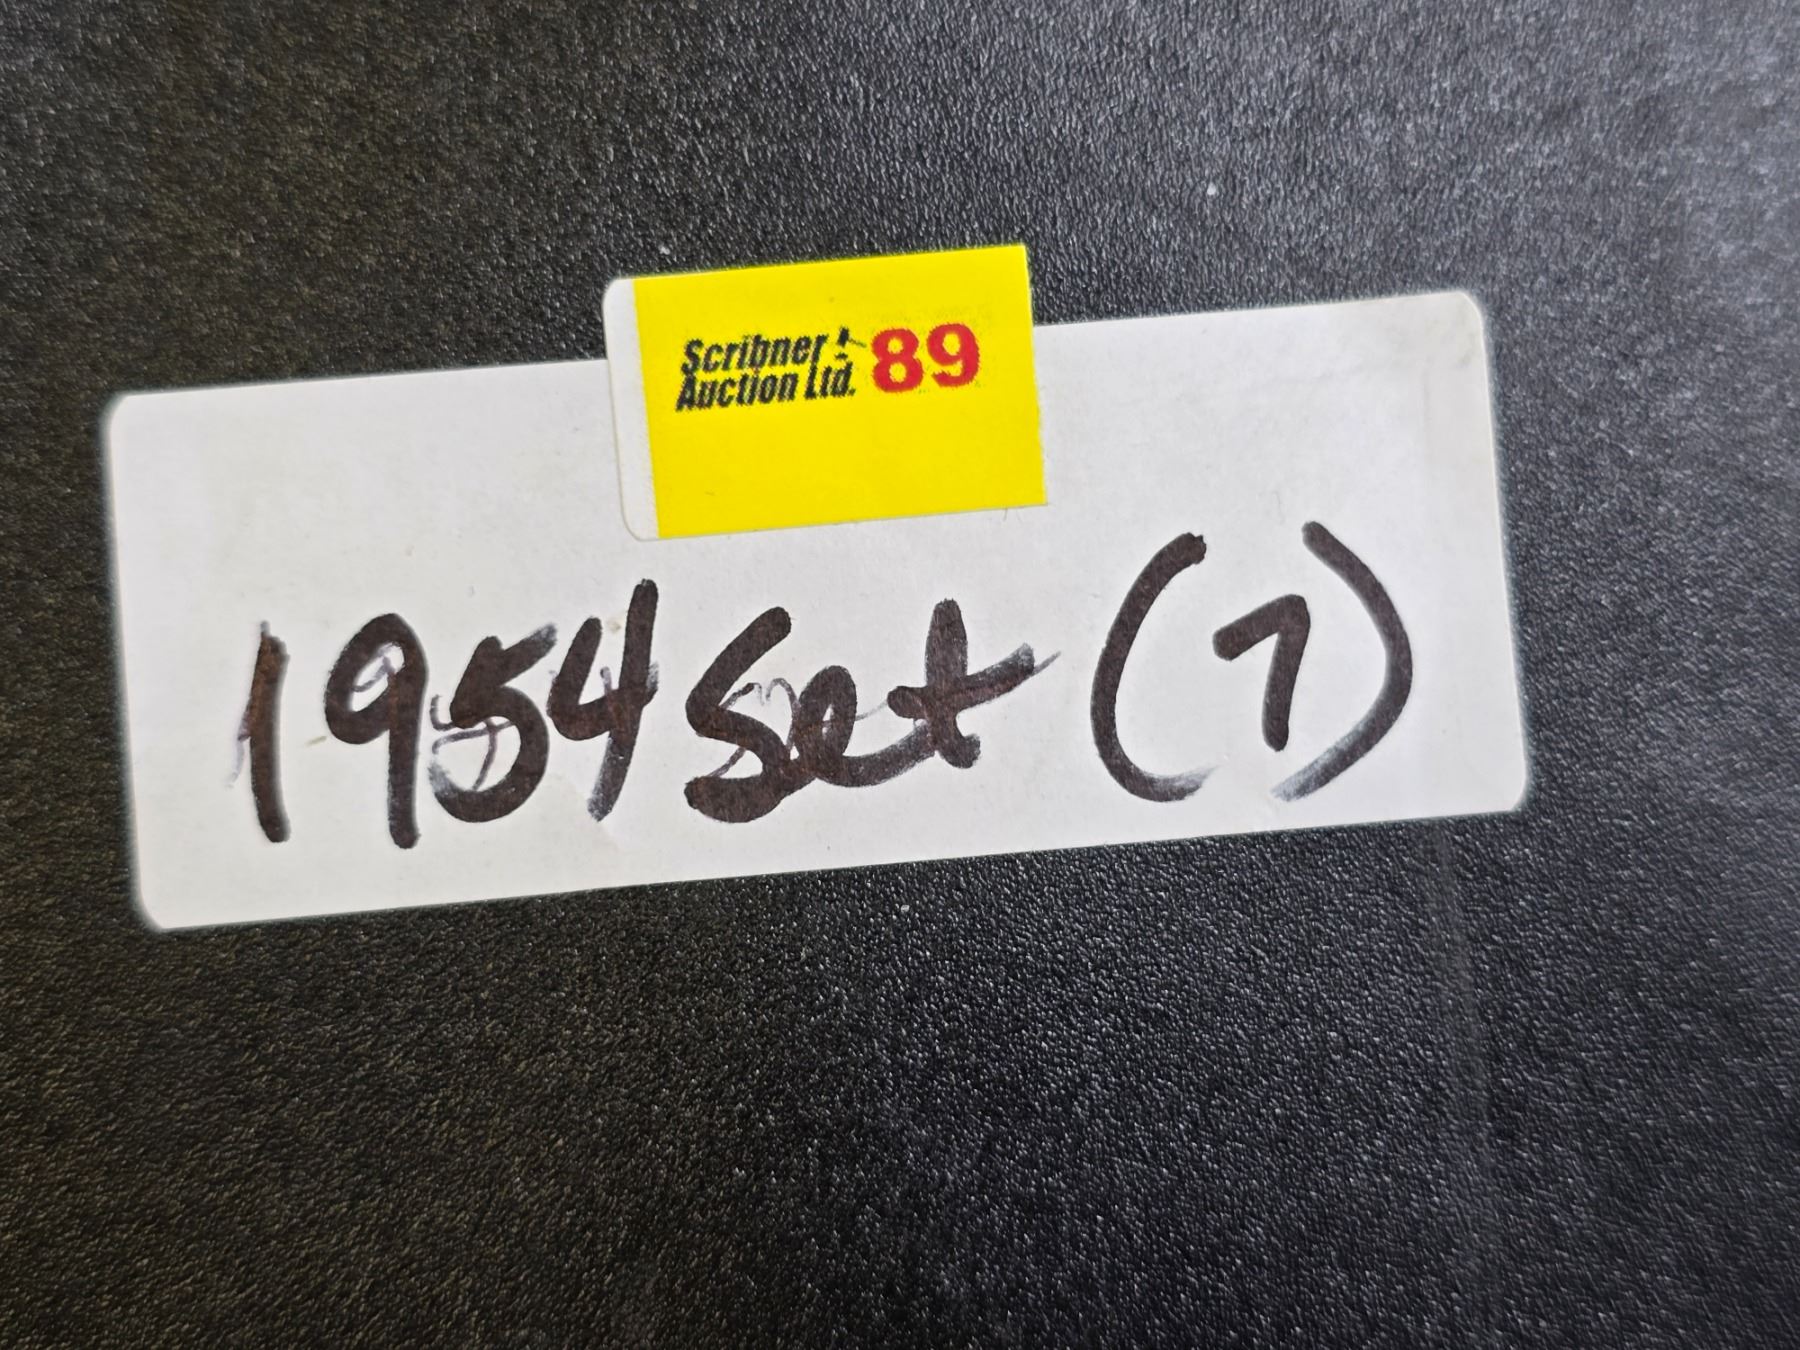 Scribner 89
Auction Ltd.
1954 Set (7)